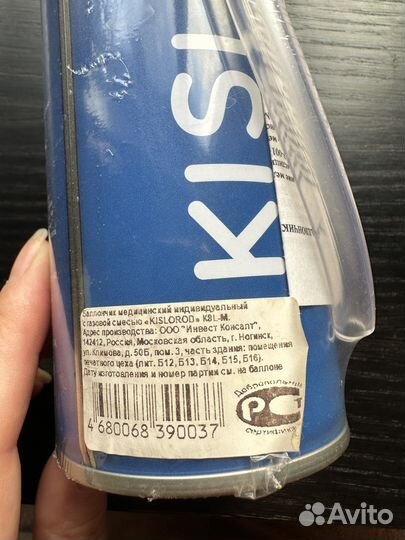 KISL
Баллончик медицинский индивидуальный
с газовой смесью «KISLOROD» K8L-M.
Адрес производства: ООО "Инвест Консалт",
142412, Россия, Московская область, г. Ногинск,
ул. Климова, д. 50Б, пом. 3, часть здания: помещения
печатного цеха (лит. Б12, Б13, Б14, Б15, Б16).
Дату изготовления и номер партии см. на баллоне
4 680068 390037
Добровольная
РС
сертификация
Avito